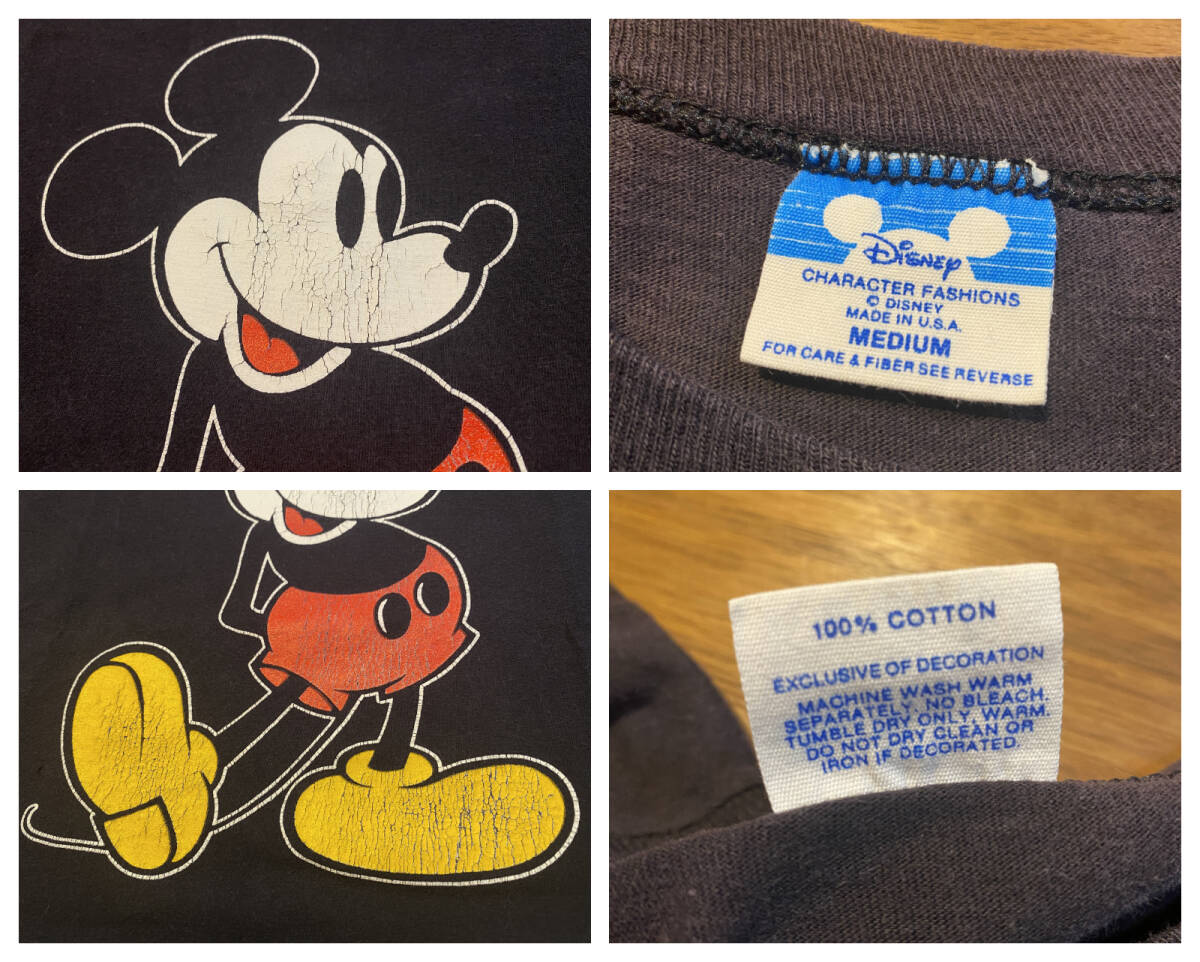 Disney
CHARACTER FASHIONS
© DISNEY
MADE IN U.S.A.
MEDIUM
FOR CARE & FIBER SEE REVERSE
100% COTTON
EXCLUSIVE OF DECORATION
MACHINE WASH WARM
SEPARATELY. NO BLEACH.
TUMBLE DRY ONLY, WARM.
DO NOT DRY CLEAN OR
IRON IF DECORATED.